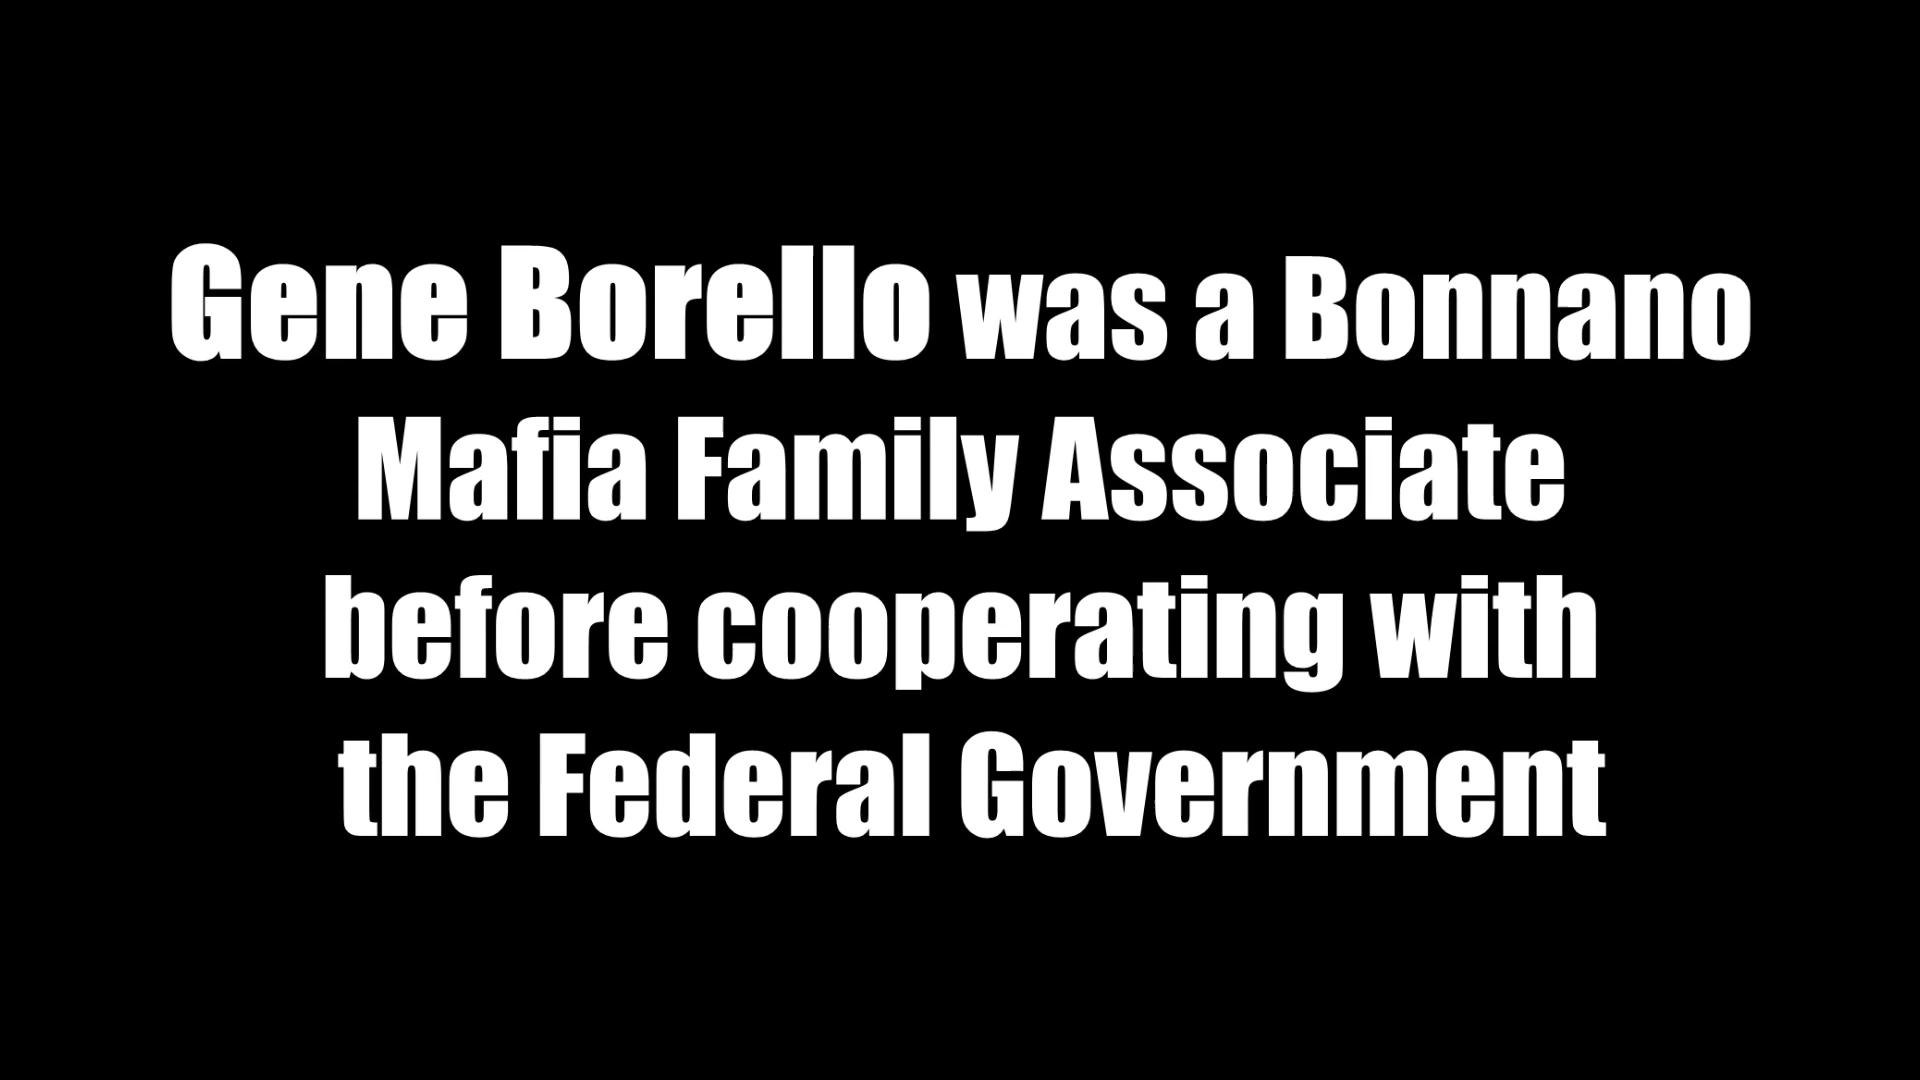 Gene Borello was a Bonnano
Mafia Family Associate
before cooperating with
the Federal Government